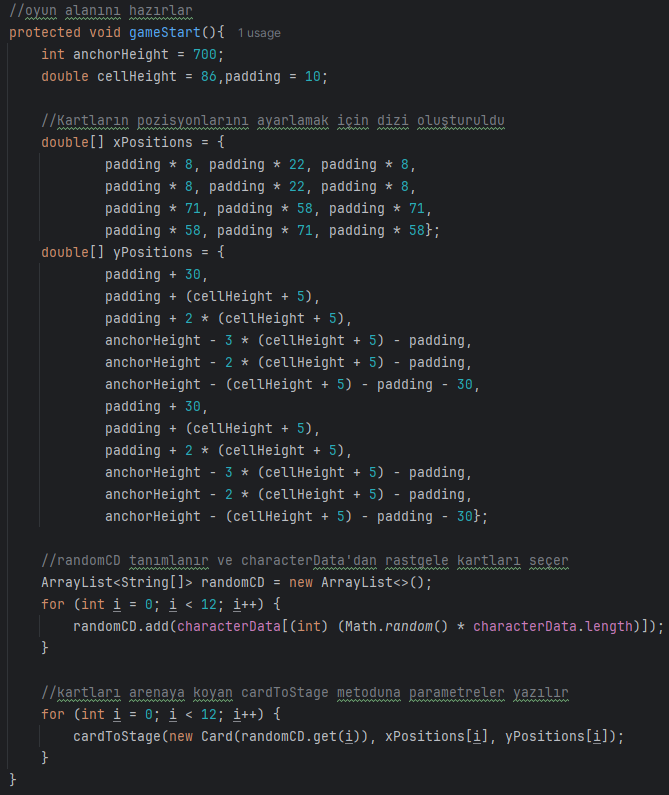 //oyun alanını hazırlar
protected void gameStart(){ 1 usage
    int anchorHeight = 700;
    double cellHeight = 86,padding = 10;

    //Kartların pozisyonlarını ayarlamak için dizi oluşturuldu
    double[] xPositions = {
            padding * 8, padding * 22, padding * 8,
            padding * 8, padding * 22, padding * 8,
            padding * 71, padding * 58, padding * 71,
            padding * 58, padding * 71, padding * 58};
    double[] yPositions = {
            padding + 30,
            padding + (cellHeight + 5),
            padding + 2 * (cellHeight + 5),
            anchorHeight - 3 * (cellHeight + 5) - padding,
            anchorHeight - 2 * (cellHeight + 5) - padding,
            anchorHeight - (cellHeight + 5) - padding - 30,
            padding + 30,
            padding + (cellHeight + 5),
            padding + 2 * (cellHeight + 5),
            anchorHeight - 3 * (cellHeight + 5) - padding,
            anchorHeight - 2 * (cellHeight + 5) - padding,
            anchorHeight - (cellHeight + 5) - padding - 30};

    //randomCD tanımlanır ve characterData'dan rastgele kartları seçer
    ArrayList<String[]> randomCD = new ArrayList<>();
    for (int i = 0; i < 12; i++) {
        randomCD.add(characterData[(int) (Math.random() * characterData.length)]);
    }

    //kartları arenaya koyan cardToStage metoduna parametreler yazılır
    for (int i = 0; i < 12; i++) {
        cardToStage(new Card(randomCD.get(i)), xPositions[i], yPositions[i]);
    }
}